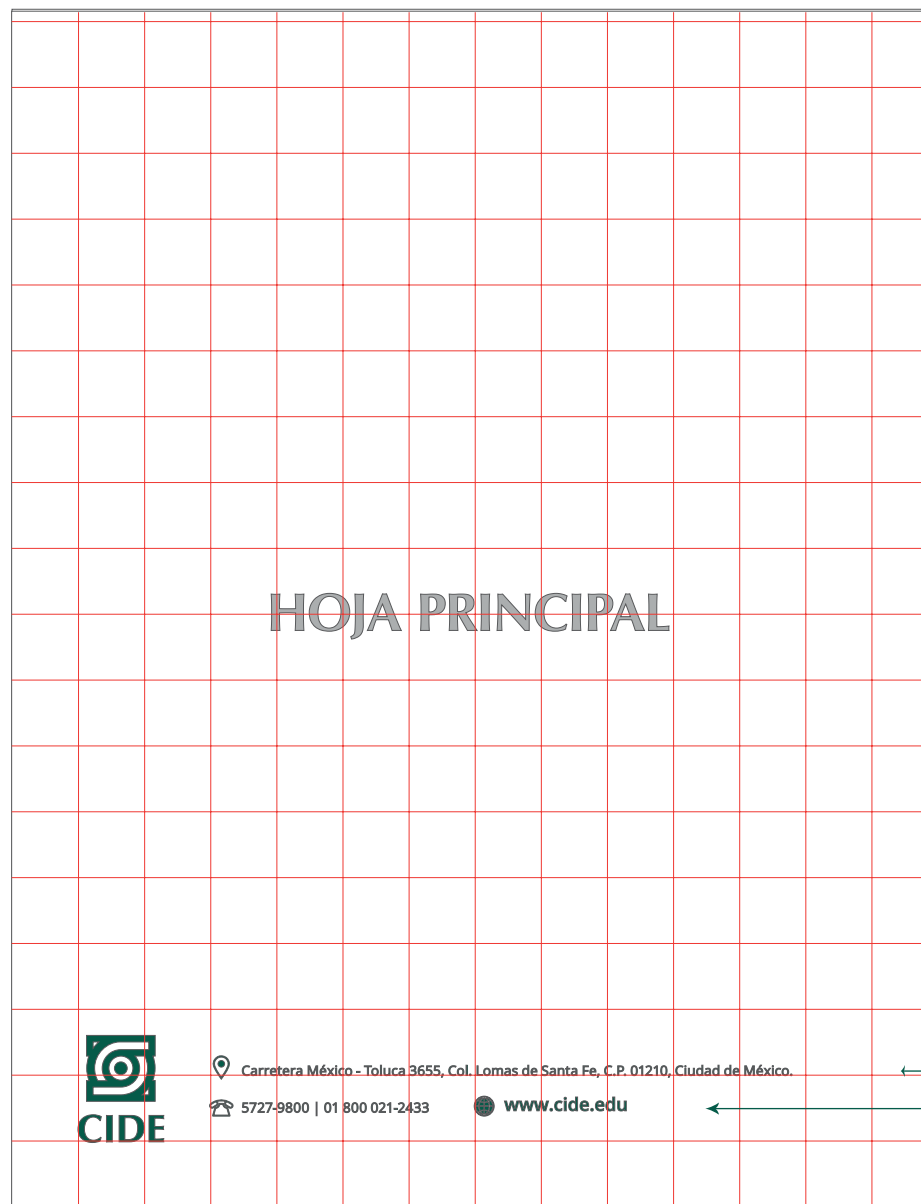 HOJA PRINCIPAL
Carretera México - Toluca 3655, Col. Lomas de Santa Fe, C.P. 01210, Ciudad de México.
5727-9800 | 01 800 021-2433 www.cide.edu
CIDE